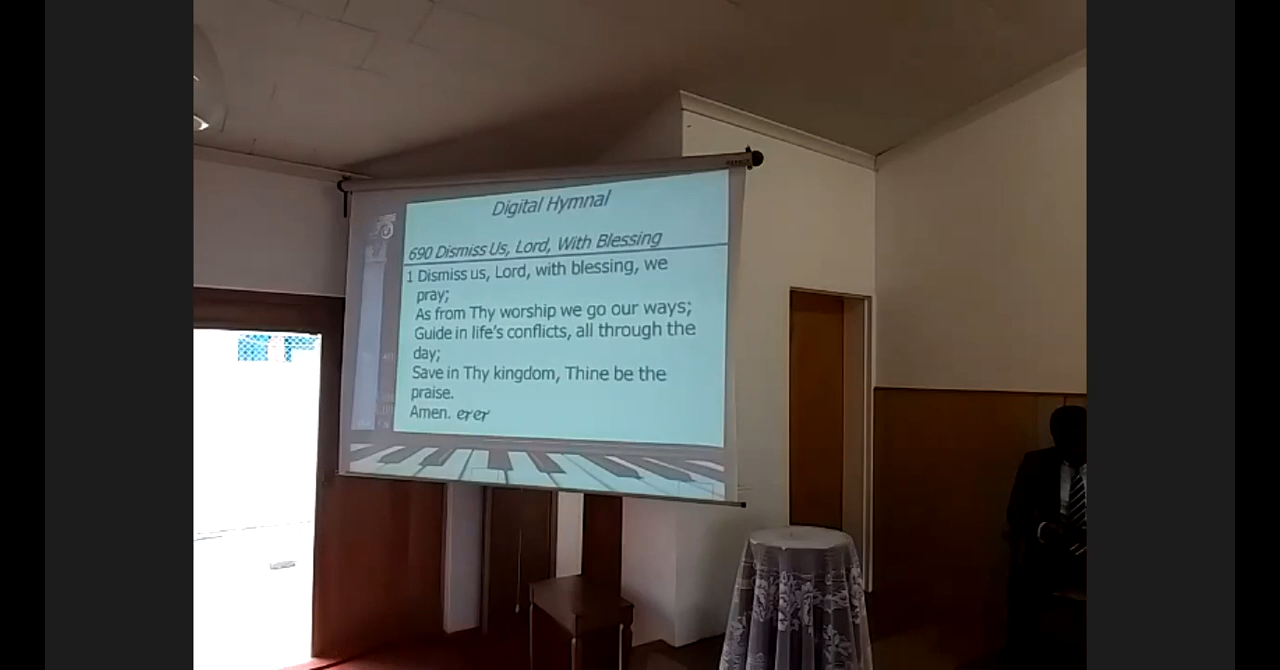 Digital Hymnal
690 Dismiss Us, Lord, With Blessing
1 Dismiss us, Lord, with blessing, we
pray;
As from Thy worship we go our ways;
Guide in life's conflicts, all through the
day;
Save in Thy kingdom, Thine be the
praise.
Amen. erer